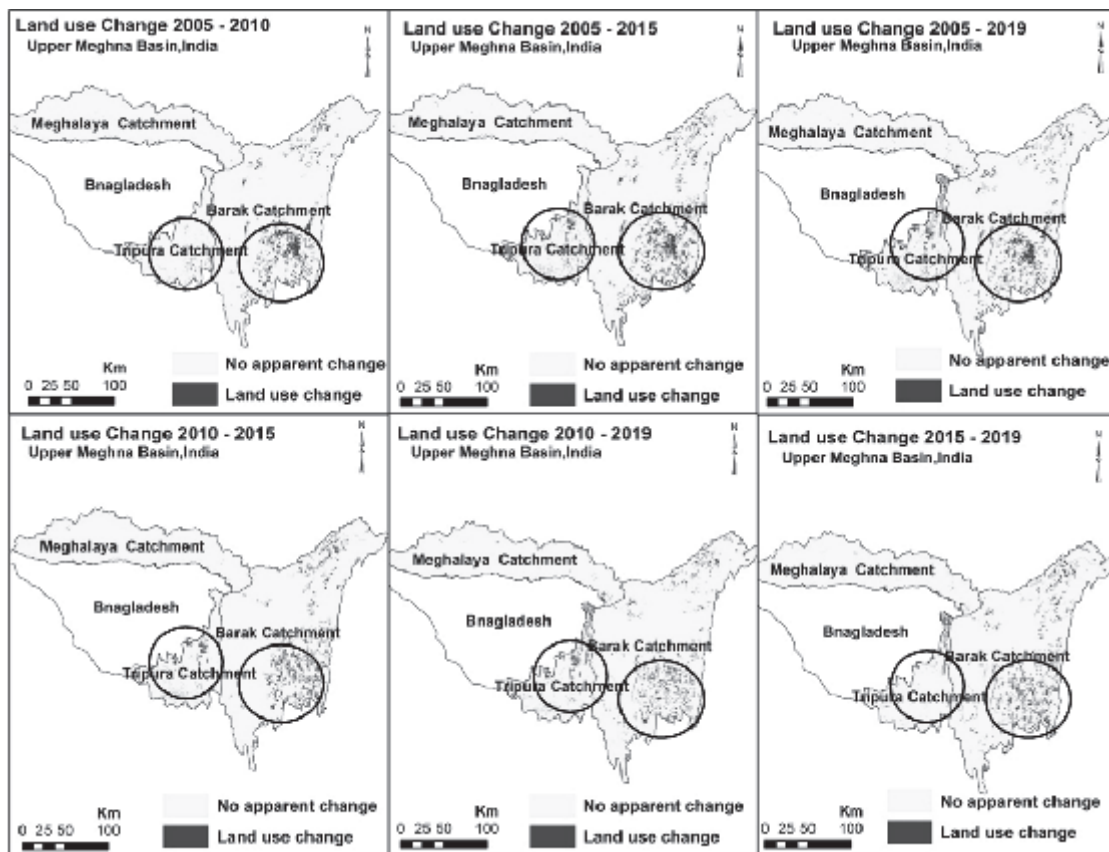 Land use Change 2005 - 2010
Upper Meghna Basin,India
N
Meghalaya Catchment
Bnagladesh
Barak Catchment
Tripura Catchment
Km
0 25 50 100
No apparent change
Land use change
Land use Change 2005 - 2015
Upper Meghna Basin,India
N
Meghalaya Catchment
Bnagladesh
Barak Catchment
Tripura Catchment
Km
0 25 50 100
No apparent change
Land use change
Land use Change 2005 - 2019
Upper Meghna Basin,India
N
Meghalaya Catchment
Bnagladesh
Barak Catchment
Tripura Catchment
Km
0 25 50 100
No apparent change
Land use change
Land use Change 2010 - 2015
Upper Meghna Basin,India
N
Meghalaya Catchment
Bnagladesh
Barak Catchment
Tripura Catchment
Km
0 25 50 100
No apparent change
Land use change
Land use Change 2010 - 2019
Upper Meghna Basin,India
N
Meghalaya Catchment
Bnagladesh
Barak Catchment
Tripura Catchment
Km
0 25 50 100
No apparent change
Land use change
Land use Change 2015 - 2019
Upper Meghna Basin,India
N
Meghalaya Catchment
Bnagladesh
Barak Catchment
Tripura Catchment
Km
0 25 50 100
No apparent change
Land use change